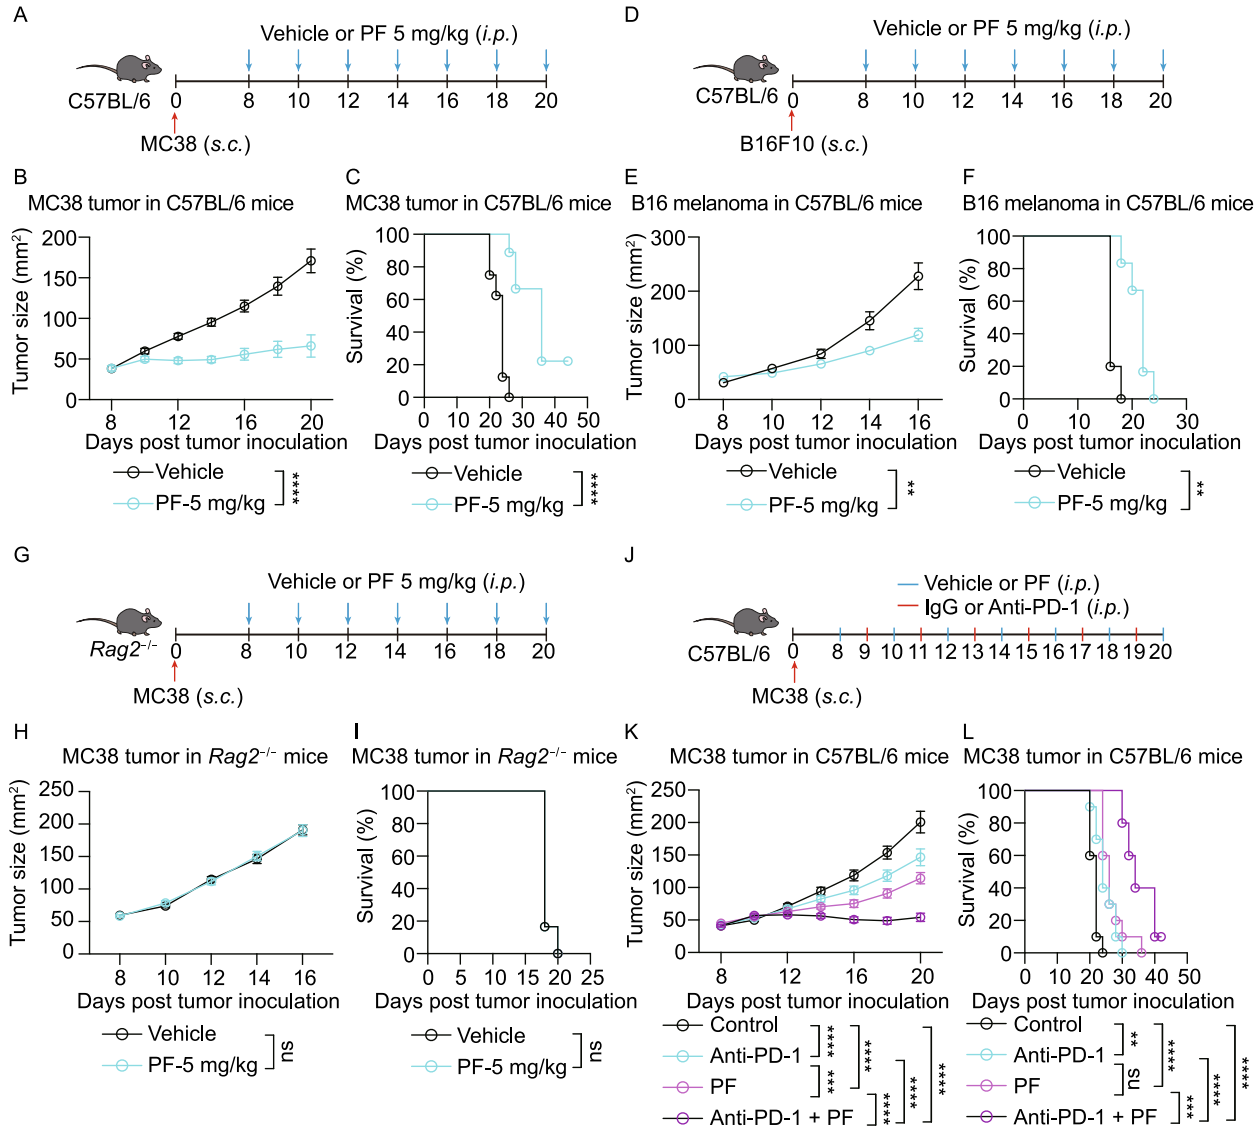 A
Vehicle or PF 5 mg/kg (i.p.)
C57BL/6
0 8 10 12 14 16 18 20
MC38 (s.c.)
D
Vehicle or PF 5 mg/kg (i.p.)
C57BL/6
0 8 10 12 14 16 18 20
B16F10 (s.c.)
B
MC38 tumor in C57BL/6 mice
Tumor size (mm²)
200
150
100
50
0
8 12 16 20
Days post tumor inoculation
Vehicle
PF-5 mg/kg
****
C
MC38 tumor in C57BL/6 mice
Survival (%)
100
80
60
40
20
0
0 10 20 30 40 50
Days post tumor inoculation
Vehicle
PF-5 mg/kg
****
E
B16 melanoma in C57BL/6 mice
Tumor size (mm²)
300
200
100
0
8 10 12 14 16
Days post tumor inoculation
Vehicle
PF-5 mg/kg
**
F
B16 melanoma in C57BL/6 mice
Survival (%)
100
80
60
40
20
0
0 10 20 30
Days post tumor inoculation
Vehicle
PF-5 mg/kg
**
G
Vehicle or PF 5 mg/kg (i.p.)
Rag2⁻/⁻
0 8 10 12 14 16 18 20
MC38 (s.c.)
J
Vehicle or PF (i.p.)
IgG or Anti-PD-1 (i.p.)
C57BL/6
0 8 9 10 11 12 13 14 15 16 17 18 19 20
MC38 (s.c.)
H
MC38 tumor in Rag2⁻/⁻ mice
Tumor size (mm²)
250
200
150
100
50
0
8 10 12 14 16
Days post tumor inoculation
Vehicle
PF-5 mg/kg
ns
I
MC38 tumor in Rag2⁻/⁻ mice
Survival (%)
100
80
60
40
20
0
0 5 10 15 20 25
Days post tumor inoculation
Vehicle
PF-5 mg/kg
ns
K
MC38 tumor in C57BL/6 mice
Tumor size (mm²)
250
200
150
100
50
0
8 12 16 20
Days post tumor inoculation
Control
Anti-PD-1
PF
Anti-PD-1 + PF
****
***
****
****
****
****
L
MC38 tumor in C57BL/6 mice
Survival (%)
100
80
60
40
20
0
0 10 20 30 40 50
Days post tumor inoculation
Control
Anti-PD-1
PF
Anti-PD-1 + PF
**
ns
***
****
****
****